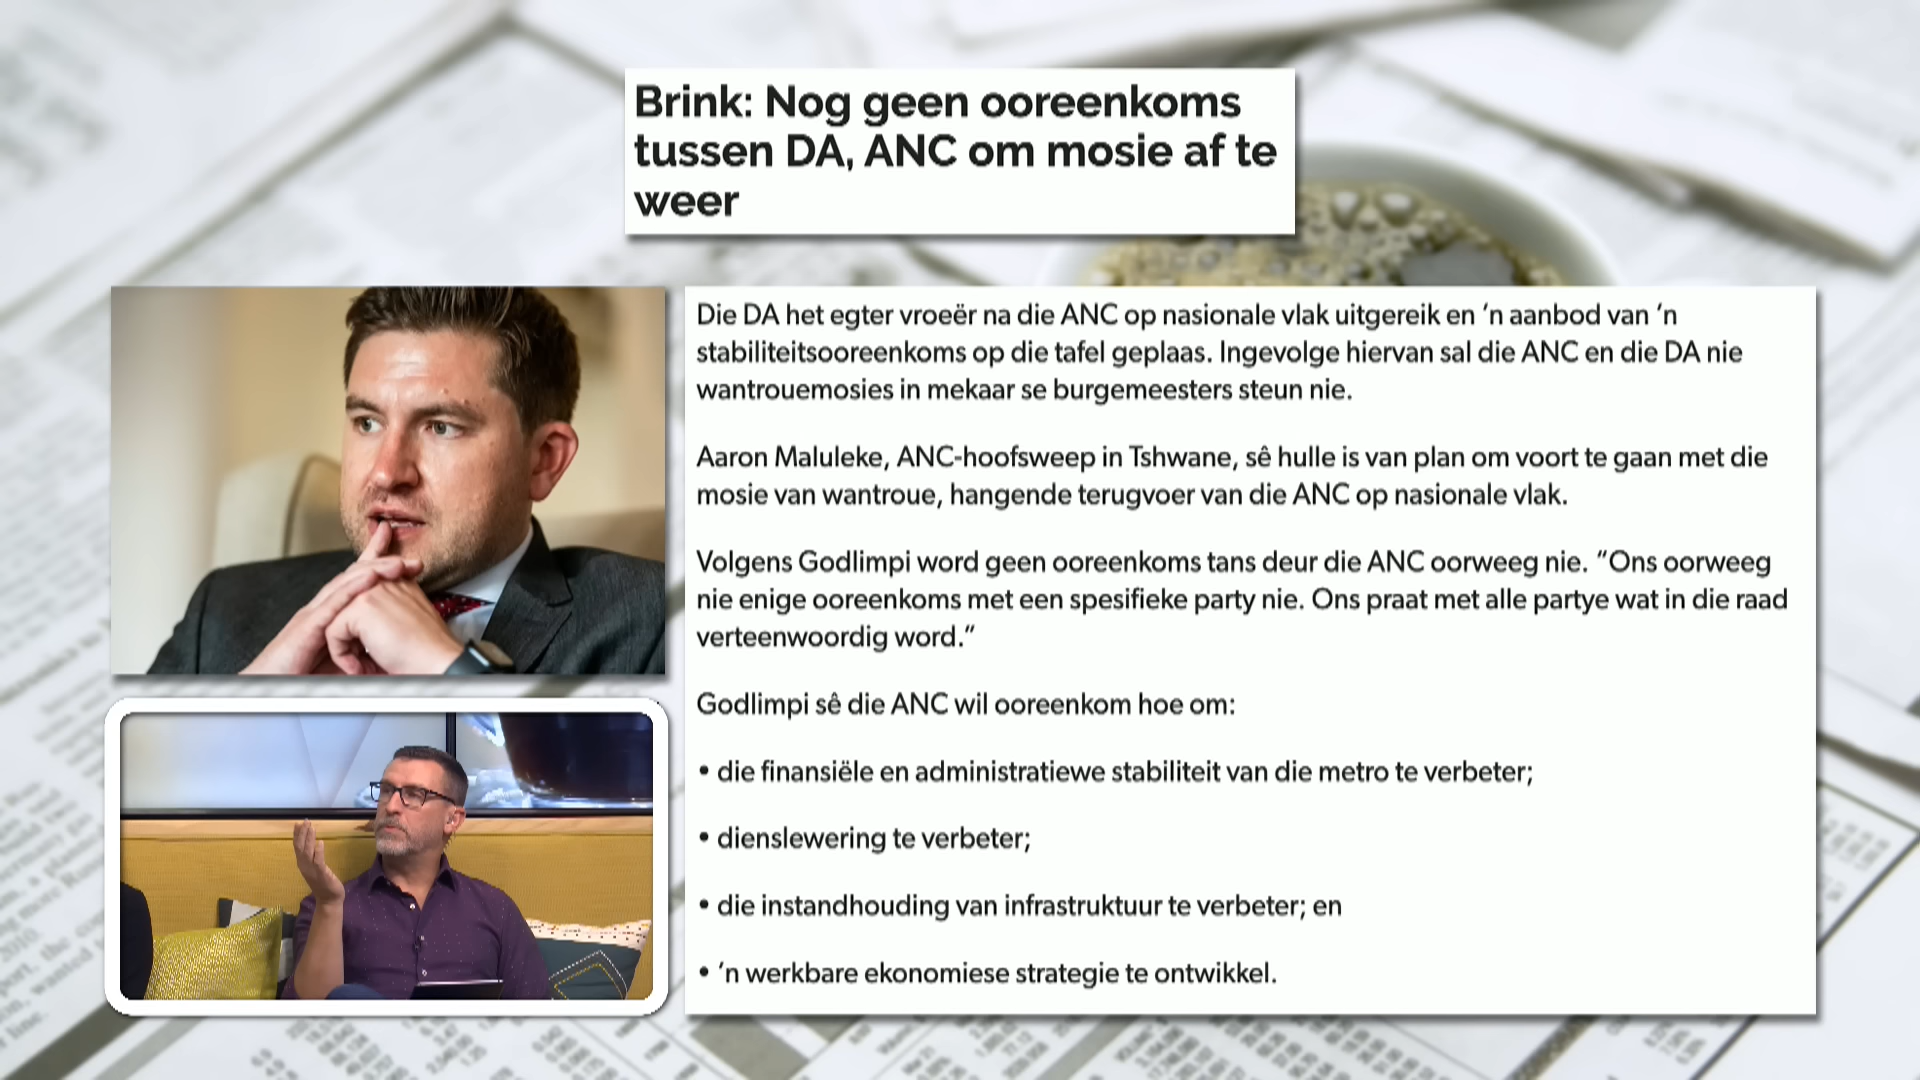 Brink: Nog geen ooreenkoms
tussen DA, ANC om mosie af te
weer
Die DA het egter vroeër na die ANC op nasionale vlak uitgereik en ’n aanbod van ’n
stabiliteitsooreenkoms op die tafel geplaas. Ingevolge hiervan sal die ANC en die DA nie
wantrouemosies in mekaar se burgemeesters steun nie.
Aaron Maluleke, ANC-hoofsweep in Tshwane, sê hulle is van plan om voort te gaan met die
mosie van wantroue, hangende terugvoer van die ANC op nasionale vlak.
Volgens Godlimpi word geen ooreenkoms tans deur die ANC oorweeg nie. “Ons oorweeg
nie enige ooreenkoms met een spesifieke party nie. Ons praat met alle partye wat in die raad
verteenwoordig word.”
Godlimpi sê die ANC wil ooreenkom hoe om:
• die finansiële en administratiewe stabiliteit van die metro te verbeter;
• dienslewering te verbeter;
• die instandhouding van infrastruktuur te verbeter; en
• ’n werkbare ekonomiese strategie te ontwikkel.